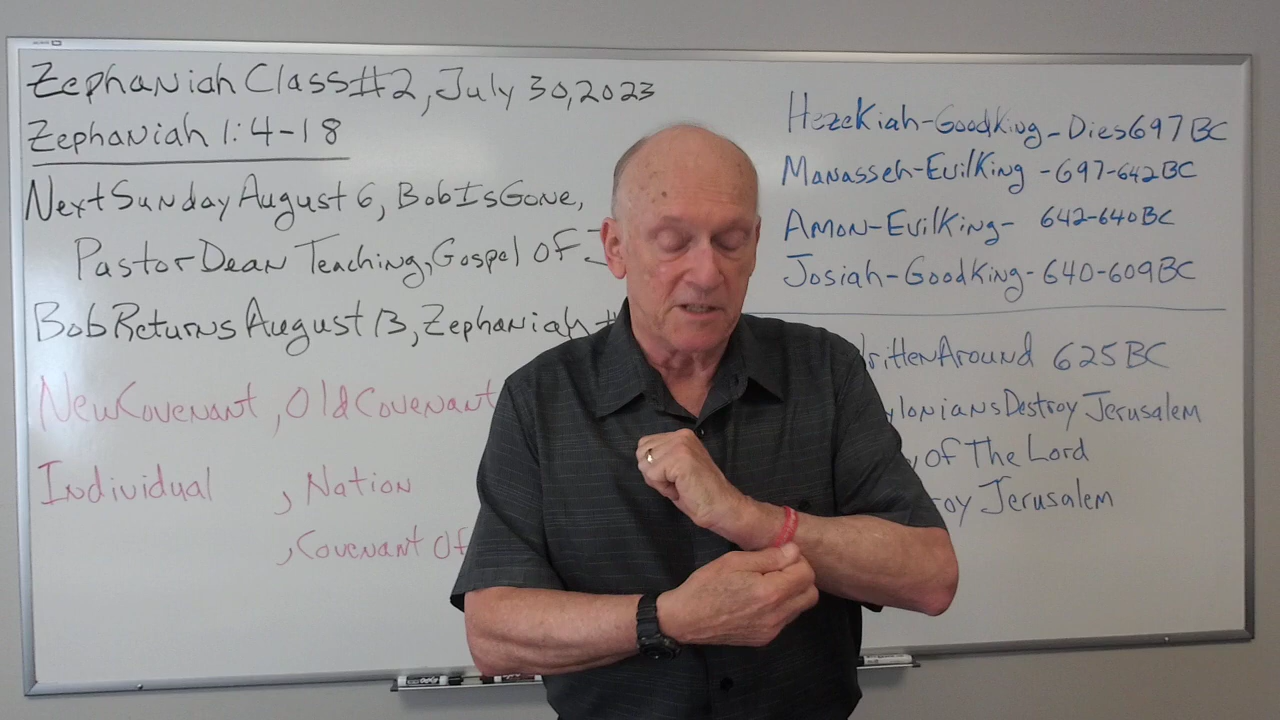 Zephaniah Class #2, July 30, 2023
Zephaniah 1:4-18
Next Sunday August 6, Bob Is Gone,
Pastor Dean Teaching, Gospel Of
Bob Returns August 13, Zephaniah
New Covenant, Old Covenant
Individual , Nation
, Covenant Of
Hezekiah-Good King-Dies 697 BC
Manasseh-Evil King -697-642 BC
Amon-Evil King- 642-640 BC
Josiah-Good King-640-609 BC
Around 625 BC
Destroy Jerusalem
, Of The Lord
Jerusalem